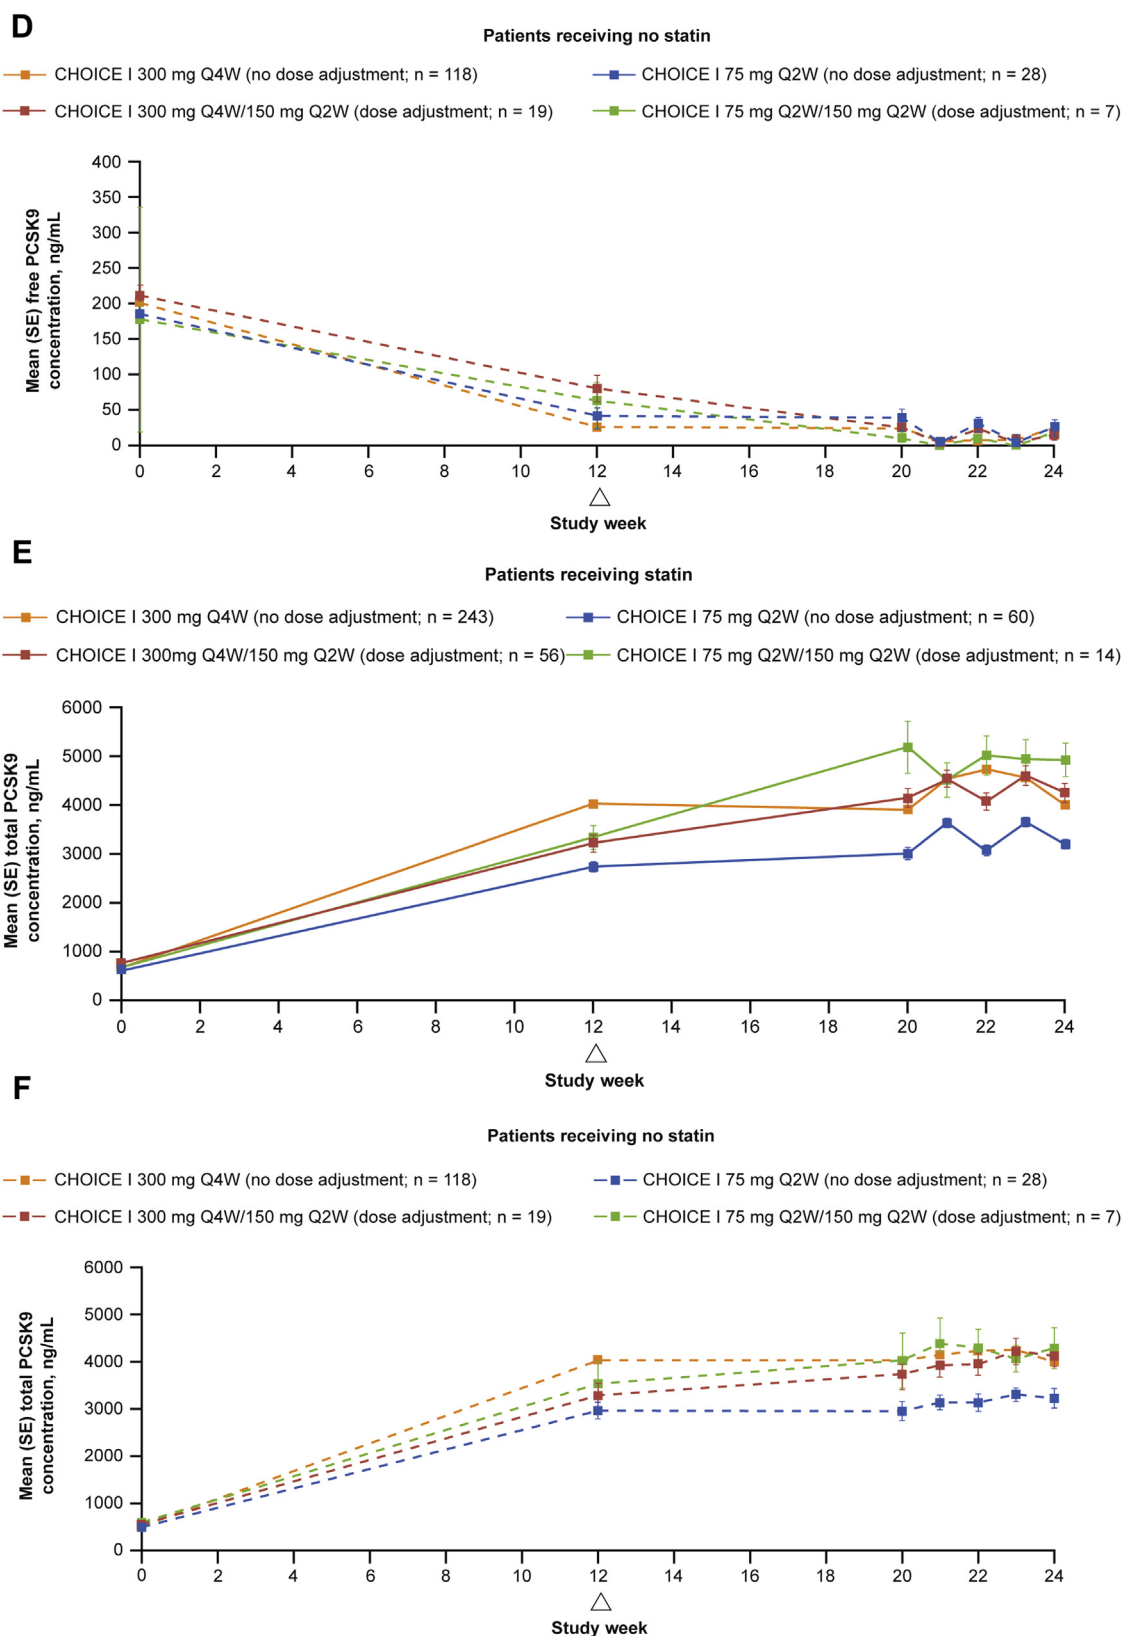 D
Patients receiving no statin
CHOICE I 300 mg Q4W (no dose adjustment; n = 118)
CHOICE I 75 mg Q2W (no dose adjustment; n = 28)
CHOICE I 300 mg Q4W/150 mg Q2W (dose adjustment; n = 19)
CHOICE I 75 mg Q2W/150 mg Q2W (dose adjustment; n = 7)
Mean (SE) free PCSK9
concentration, ng/mL
400
350
300
250
200
150
100
50
0
0 2 4 6 8 10 12 14 16 18 20 22 24
Study week
E
Patients receiving statin
CHOICE I 300 mg Q4W (no dose adjustment; n = 243)
CHOICE I 75 mg Q2W (no dose adjustment; n = 60)
CHOICE I 300mg Q4W/150 mg Q2W (dose adjustment; n = 56)
CHOICE I 75 mg Q2W/150 mg Q2W (dose adjustment; n = 14)
Mean (SE) total PCSK9
concentration, ng/mL
6000
5000
4000
3000
2000
1000
0
0 2 4 6 8 10 12 14 16 18 20 22 24
Study week
F
Patients receiving no statin
CHOICE I 300 mg Q4W (no dose adjustment; n = 118)
CHOICE I 75 mg Q2W (no dose adjustment; n = 28)
CHOICE I 300 mg Q4W/150 mg Q2W (dose adjustment; n = 19)
CHOICE I 75 mg Q2W/150 mg Q2W (dose adjustment; n = 7)
Mean (SE) total PCSK9
concentration, ng/mL
6000
5000
4000
3000
2000
1000
0
0 2 4 6 8 10 12 14 16 18 20 22 24
Study week